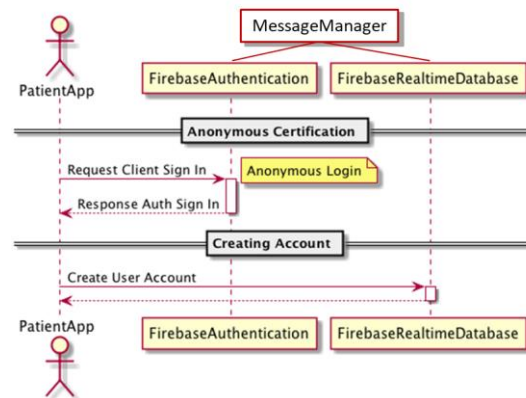 MessageManager
PatientApp
FirebaseAuthentication
FirebaseRealtimeDatabase
Anonymous Certification
Request Client Sign In
Anonymous Login
Response Auth Sign In
Creating Account
Create User Account
PatientApp
FirebaseAuthentication
FirebaseRealtimeDatabase